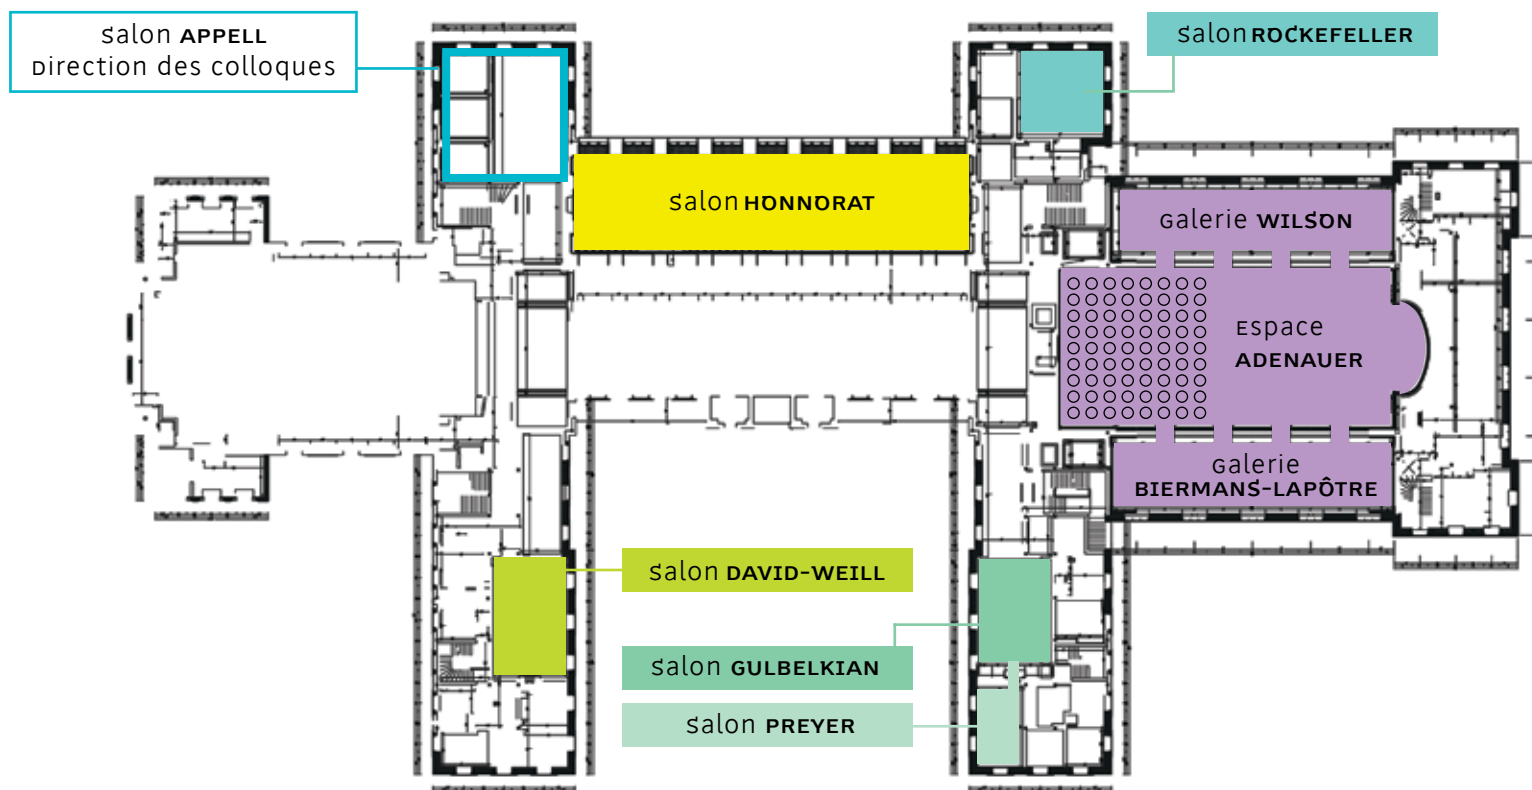 salon APPELL
Direction des colloques
salon ROCKEFELLER
salon HONNORAT
Galerie WILSON
Espace
ADENAUER
Galerie
BIERMANS-LAPÔTRE
salon DAVID-WEILL
salon GULBELKIAN
salon PREYER